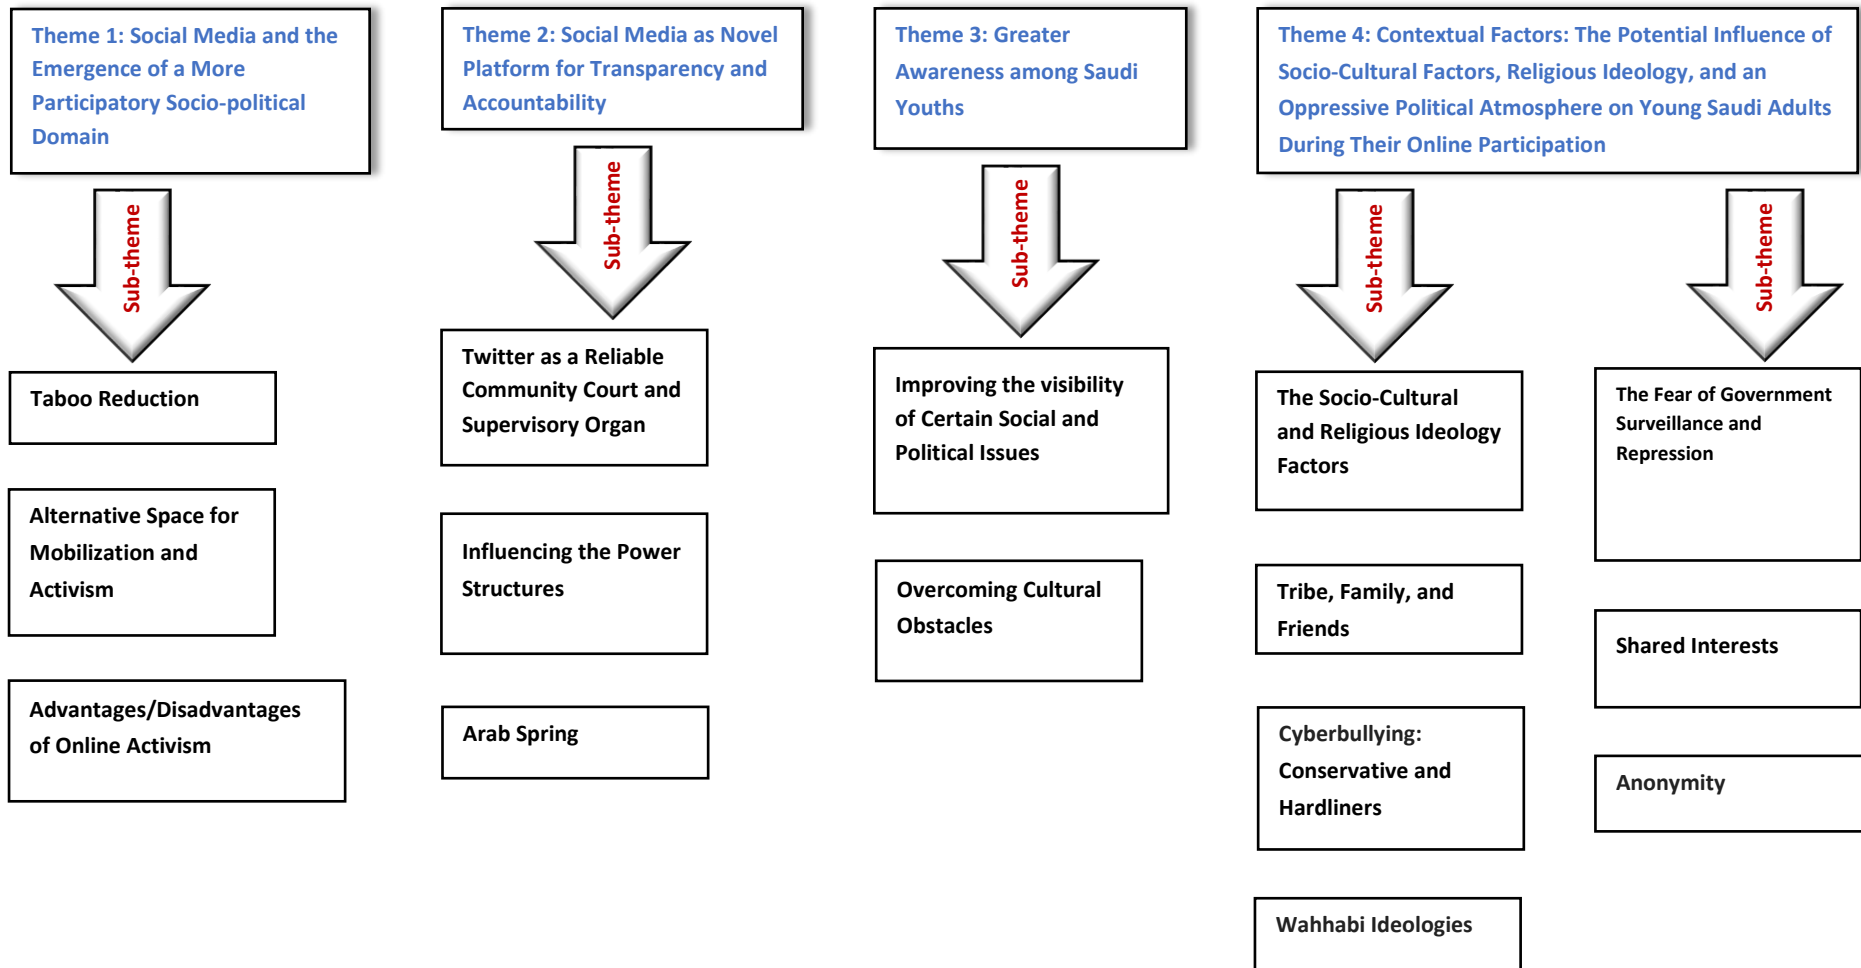 Theme 1: Social Media and the
Emergence of a More
Participatory Socio-political
Domain
Sub-theme
Taboo Reduction
Alternative Space for
Mobilization and
Activism
Advantages/Disadvantages
of Online Activism
Theme 2: Social Media as Novel
Platform for Transparency and
Accountability
Sub-theme
Twitter as a Reliable
Community Court and
Supervisory Organ
Influencing the Power
Structures
Arab Spring
Theme 3: Greater
Awareness among Saudi
Youths
Sub-theme
Improving the visibility
of Certain Social and
Political Issues
Overcoming Cultural
Obstacles
Theme 4: Contextual Factors: The Potential Influence of
Socio-Cultural Factors, Religious Ideology, and an
Oppressive Political Atmosphere on Young Saudi Adults
During Their Online Participation
Sub-theme
The Socio-Cultural
and Religious Ideology
Factors
Tribe, Family, and
Friends
Cyberbullying:
Conservative and
Hardliners
Wahhabi Ideologies
Sub-theme
The Fear of Government
Surveillance and
Repression
Shared Interests
Anonymity